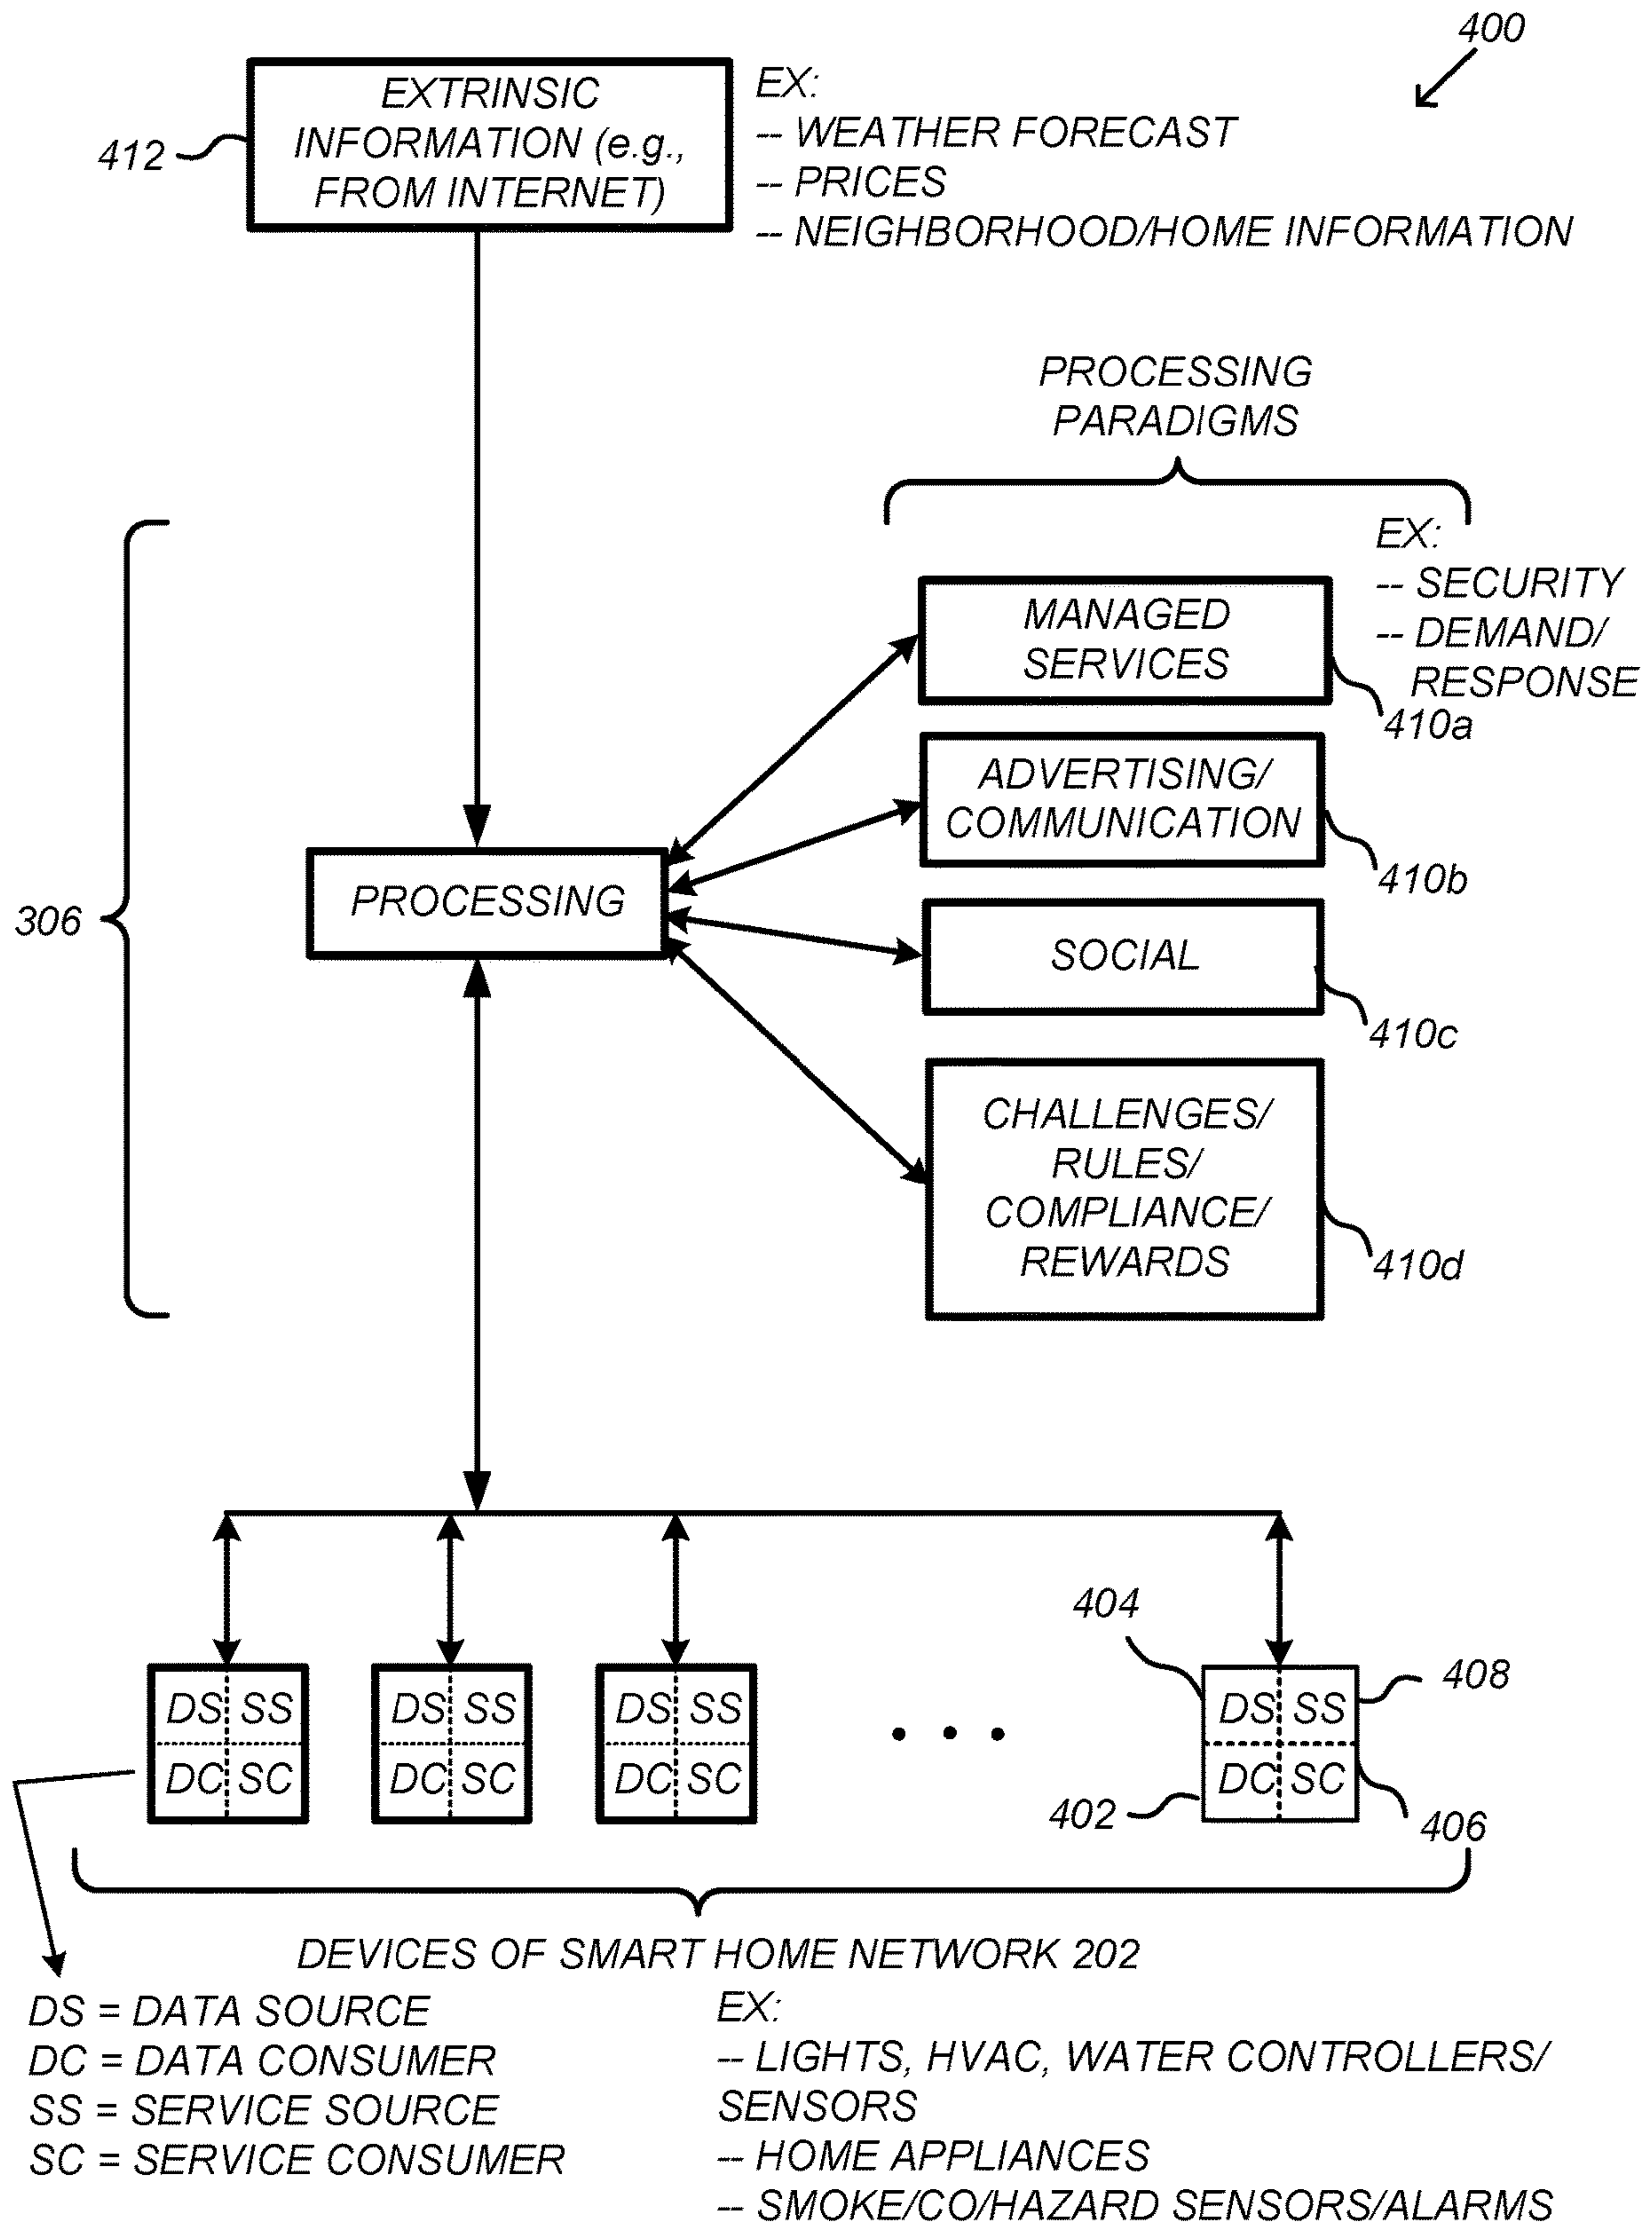 400
EXTRINSIC
INFORMATION (e.g.,
FROM INTERNET)
412
EX:
-- WEATHER FORECAST
-- PRICES
-- NEIGHBORHOOD/HOME INFORMATION
PROCESSING
PARADIGMS
EX:
-- SECURITY
-- DEMAND/
RESPONSE
MANAGED
SERVICES
410a
ADVERTISING/
COMMUNICATION
410b
306
PROCESSING
SOCIAL
410c
CHALLENGES/
RULES/
COMPLIANCE/
REWARDS
410d
404
408
DS SS
DC SC
DS SS
DC SC
DS SS
DC SC
DS SS
DC SC
402
406
DEVICES OF SMART HOME NETWORK 202
DS = DATA SOURCE
DC = DATA CONSUMER
SS = SERVICE SOURCE
SC = SERVICE CONSUMER
EX:
-- LIGHTS, HVAC, WATER CONTROLLERS/
SENSORS
-- HOME APPLIANCES
-- SMOKE/CO/HAZARD SENSORS/ALARMS